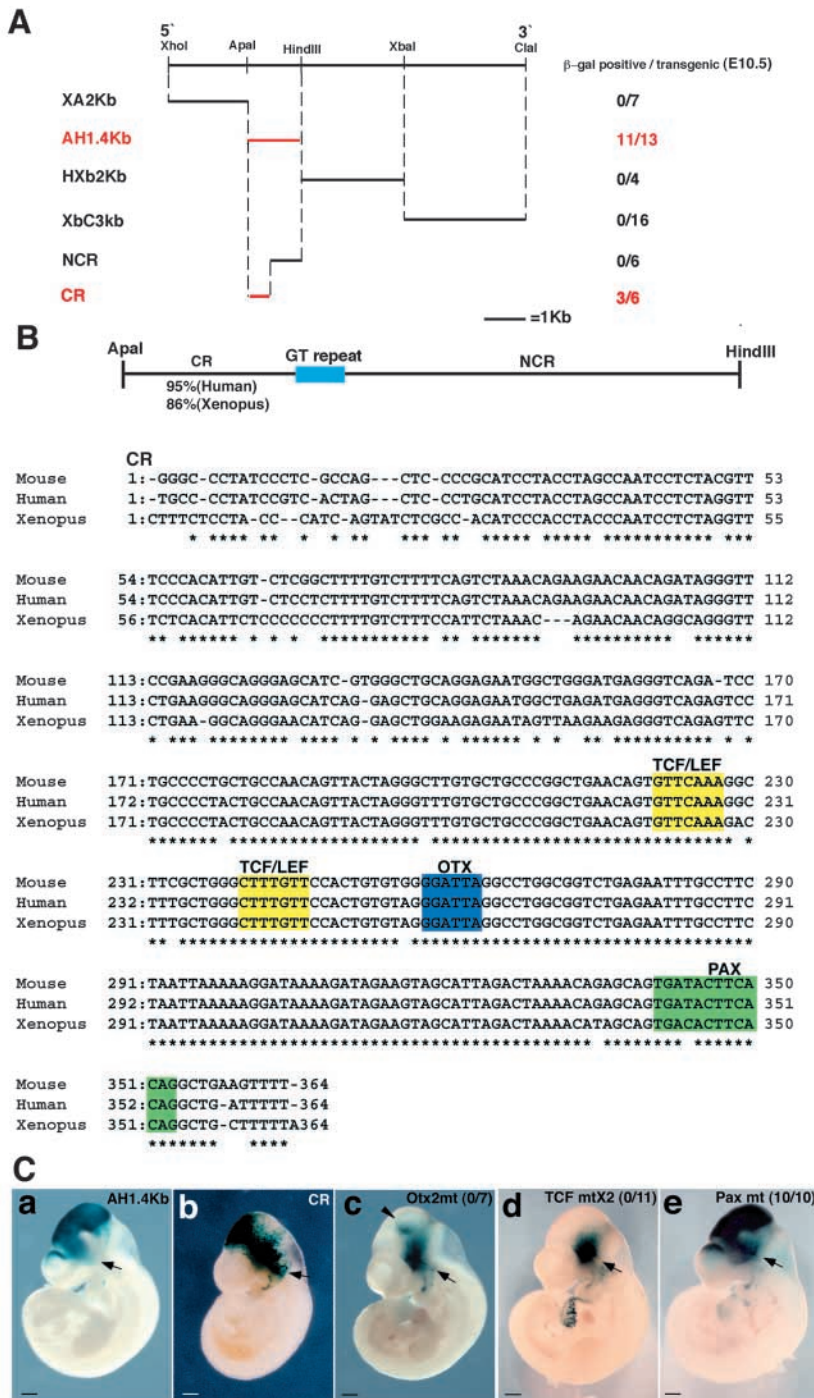 A
5` 3`
XhoI ApaI HindIII XbaI ClaI
β-gal positive / transgenic (E10.5)
XA2Kb 0/7
AH1.4Kb 11/13
HXb2Kb 0/4
XbC3kb 0/16
NCR 0/6
CR 3/6
=1Kb
B
ApaI CR GT repeat NCR HindIII
95%(Human)
86%(Xenopus)
CR
Mouse 1:-GGGC-CCTATCCCTC-GCCAG---CTC-CCCGCATCCTACCTAGCCAATCCTCTACGTT 53
Human 1:-TGCC-CCTATCCGTC-ACTAG---CTC-CCTGCATCCTACCTAGCCAATCCTCTAGGTT 53
Xenopus 1:CTTTCTCCTA-CC--CATC-AGTATCTCGCC-ACATCCCACCTACCCAATCCTCTAGGTT 55
* **** ** * * ** *** ** **** ***** *********** ***
Mouse 54:TCCCACATTGT-CTCGGCTTTTGTCTTTTCAGTCTAAACAGAAGAACAACAGATAGGGTT 112
Human 54:TCCCACATTGT-CTCCTCTTTTGTCTTTTCAGTCTAAACAGAAGAACAACAGATAGGGTT 112
Xenopus 56:TCTCACATTCTCCCCCCCTTTTGTCTTTCCATTCTAAAC---AGAACAACAGGCAGGGTT 112
** ****** * * * ********** ** ******* ********** ******
Mouse 113:CCGAAGGGCAGGGAGCATC-GTGGGCTGCAGGAGAATGGCTGGGATGAGGGTCAGA-TCC 170
Human 113:CTGAAGGGCAGGGAGCATCAG-GAGCTGCAGGAGAATGGCTGAGATGAGGGTCAGAGTCC 171
Xenopus 113:CTGAA-GGCAGGGAACATCAG-GAGCTGGAAGAGAATAGTTAAGAAGAGGGTCAGAGTTC 170
* *** ******** **** * **** * ****** * * ** ********** * *
TCF/LEF
Mouse 171:TGCCCCTGCTGCCAACAGTTACTAGGGCTTGTGCTGCCCGGCTGAACAGTGTTCAAAGGC 230
Human 172:TGCCCCTACTGCCAACAGTTACTAGGGTTTGTGCTGCCCGGCTGAACAGTGTTCAAAGGC 231
Xenopus 171:TGCCCCTACTGCCAACAGTTACTAGGGTTTGTGCTGCCCGGCTGAACAGTGTTCAAAGAC 230
******* ******************* ****************************** *
TCF/LEF OTX
Mouse 231:TTCGCTGGGCTTTGTTCCACTGTGTGGGGATTAGGCCTGGCGGTCTGAGAATTTGCCTTC 290
Human 232:TTTGCTGGGCTTTGTTCCACTGTGTAGGGATTAGGCCTGGCGGTCTGAGAATTTGCCTTC 291
Xenopus 231:TTTGCTGGGCTTTGTTCCACTGTGTAGGGATTAGGCCTGGCGGTCTGAGAATTTGCCTTC 290
** ********************** **********************************
PAX
Mouse 291:TAATTAAAAAGGATAAAAGATAGAAGTAGCATTAGACTAAAACAGAGCAGTGATACTTCA 350
Human 292:TAATTAAAAAGGATAAAAGATAGAAGTAGCATTAGACTAAAACAGAGCAGTGATACTTCA 351
Xenopus 291:TAATTAAAAAGGATAAAAGATAGAAGTAGCATTAGACTAAAACATAGCAGTGACACTTCA 350
******************************************** ******** ******
Mouse 351:CAGGCTGAAGTTTT-364
Human 352:CAGGCTG-ATTTTT-364
Xenopus 351:CAGGCTG-CTTTTTA364
******* ****
C
a AH1.4Kb
b CR
c Otx2mt (0/7)
d TCF mtX2 (0/11)
e Pax mt (10/10)